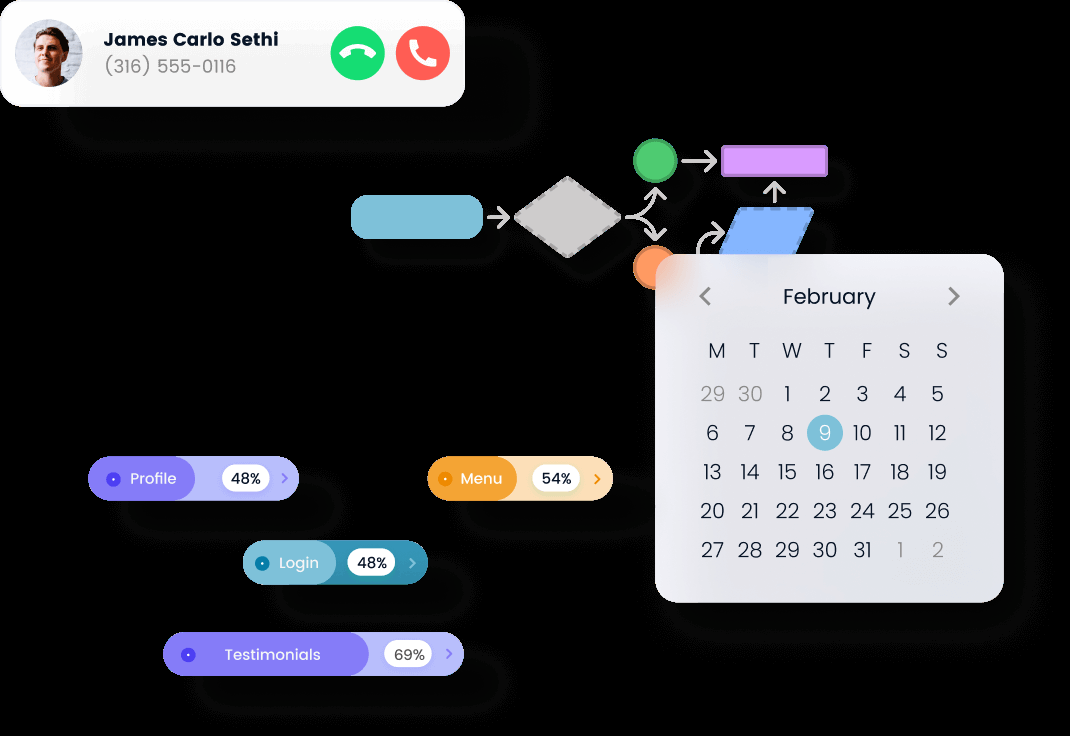 James Carlo Sethi
(316) 555-0116
February
M T W T F S S
29 30 1 2 3 4 5
6 7 8 9 10 11 12
13 14 15 16 17 18 19
20 21 22 23 24 25 26
27 28 29 30 31 1 2
Profile 48%
Menu 54%
Login 48%
Testimonials 69%